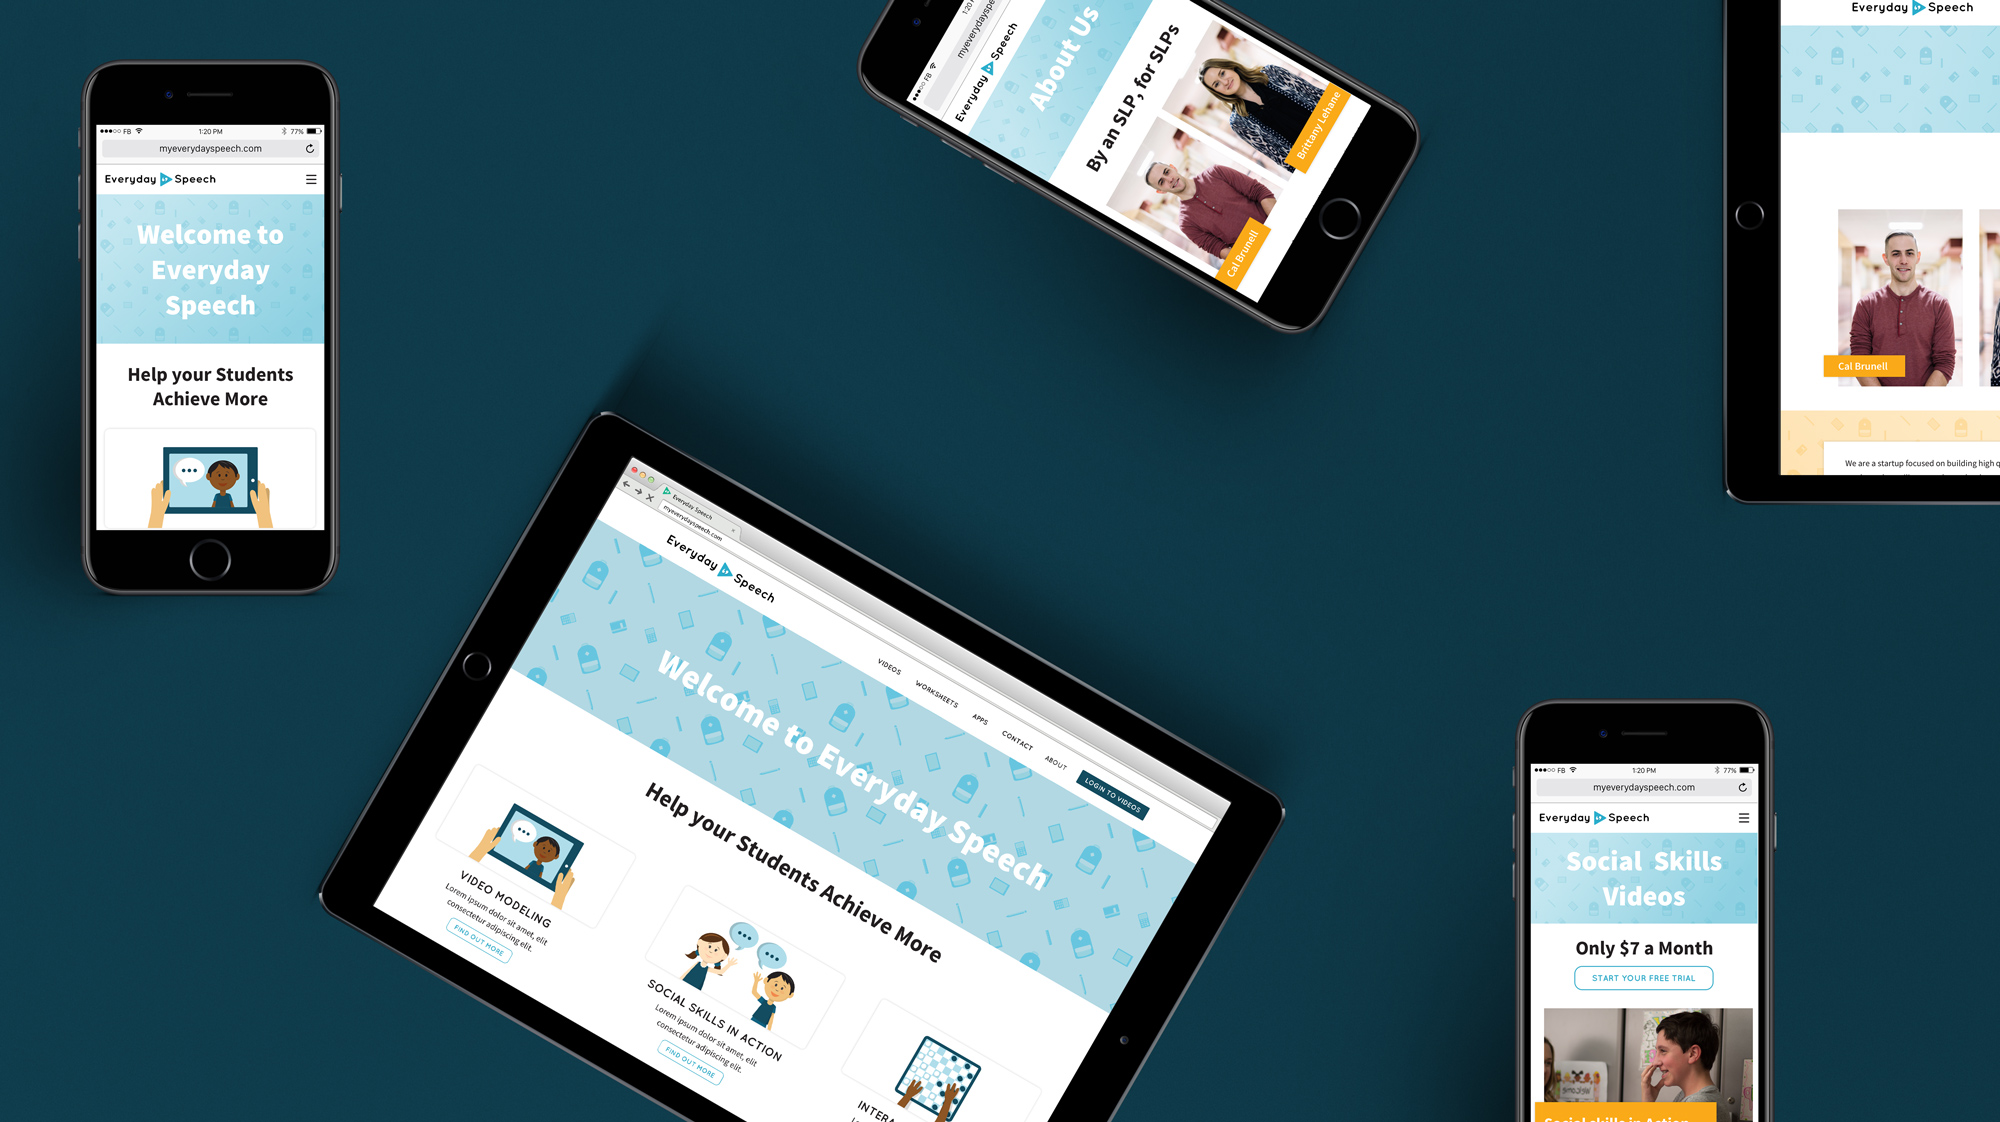 FB 1:20 PM 77%
myeverydayspeech.com
Everyday Speech
Welcome to
Everyday
Speech
Help your Students
Achieve More
FB 1:20
myeverydaysp
Everyday Speech
About Us
By an SLP, for SLPs
Brittany Lehane
Cal Brunell
Everyday Speech
Cal Brunell
We are a startup focused on building high q
Everyday Speech
myeverydayspeech.com
Everyday Speech
VIDEOS
WORKSHEETS
APPS
CONTACT
ABOUT
LOGIN TO VIDEOS
Welcome to Everyday Speech
Help your Students Achieve More
VIDEO MODELING
Lorem ipsum dolor sit amet, elit
consectetur adipiscing elit.
FIND OUT MORE
SOCIAL SKILLS IN ACTION
Lorem ipsum dolor sit amet, elit
consectetur adipiscing elit.
FIND OUT MORE
INTERA
FB 1:20 PM 77%
myeverydayspeech.com
Everyday Speech
Social Skills
Videos
Only $7 a Month
START YOUR FREE TRIAL
Social skills in Action